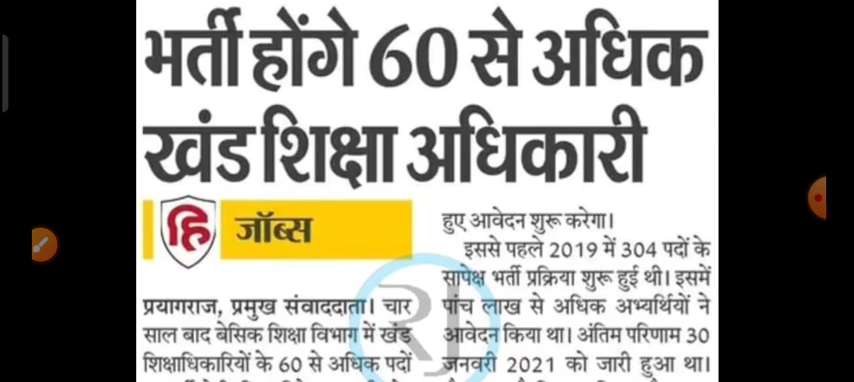 भर्ती होंगे 60 से अधिक
खंड शिक्षा अधिकारी
हि जॉब्स
प्रयागराज, प्रमुख संवाददाता। चार
साल बाद बेसिक शिक्षा विभाग में खंड
शिक्षाधिकारियों के 60 से अधिक पदों
हुए आवेदन शुरू करेगा।
इससे पहले 2019 में 304 पदों के
सापेक्ष भर्ती प्रक्रिया शुरू हुई थी। इसमें
पांच लाख से अधिक अभ्यर्थियों ने
आवेदन किया था। अंतिम परिणाम 30
जनवरी 2021 को जारी हुआ था।